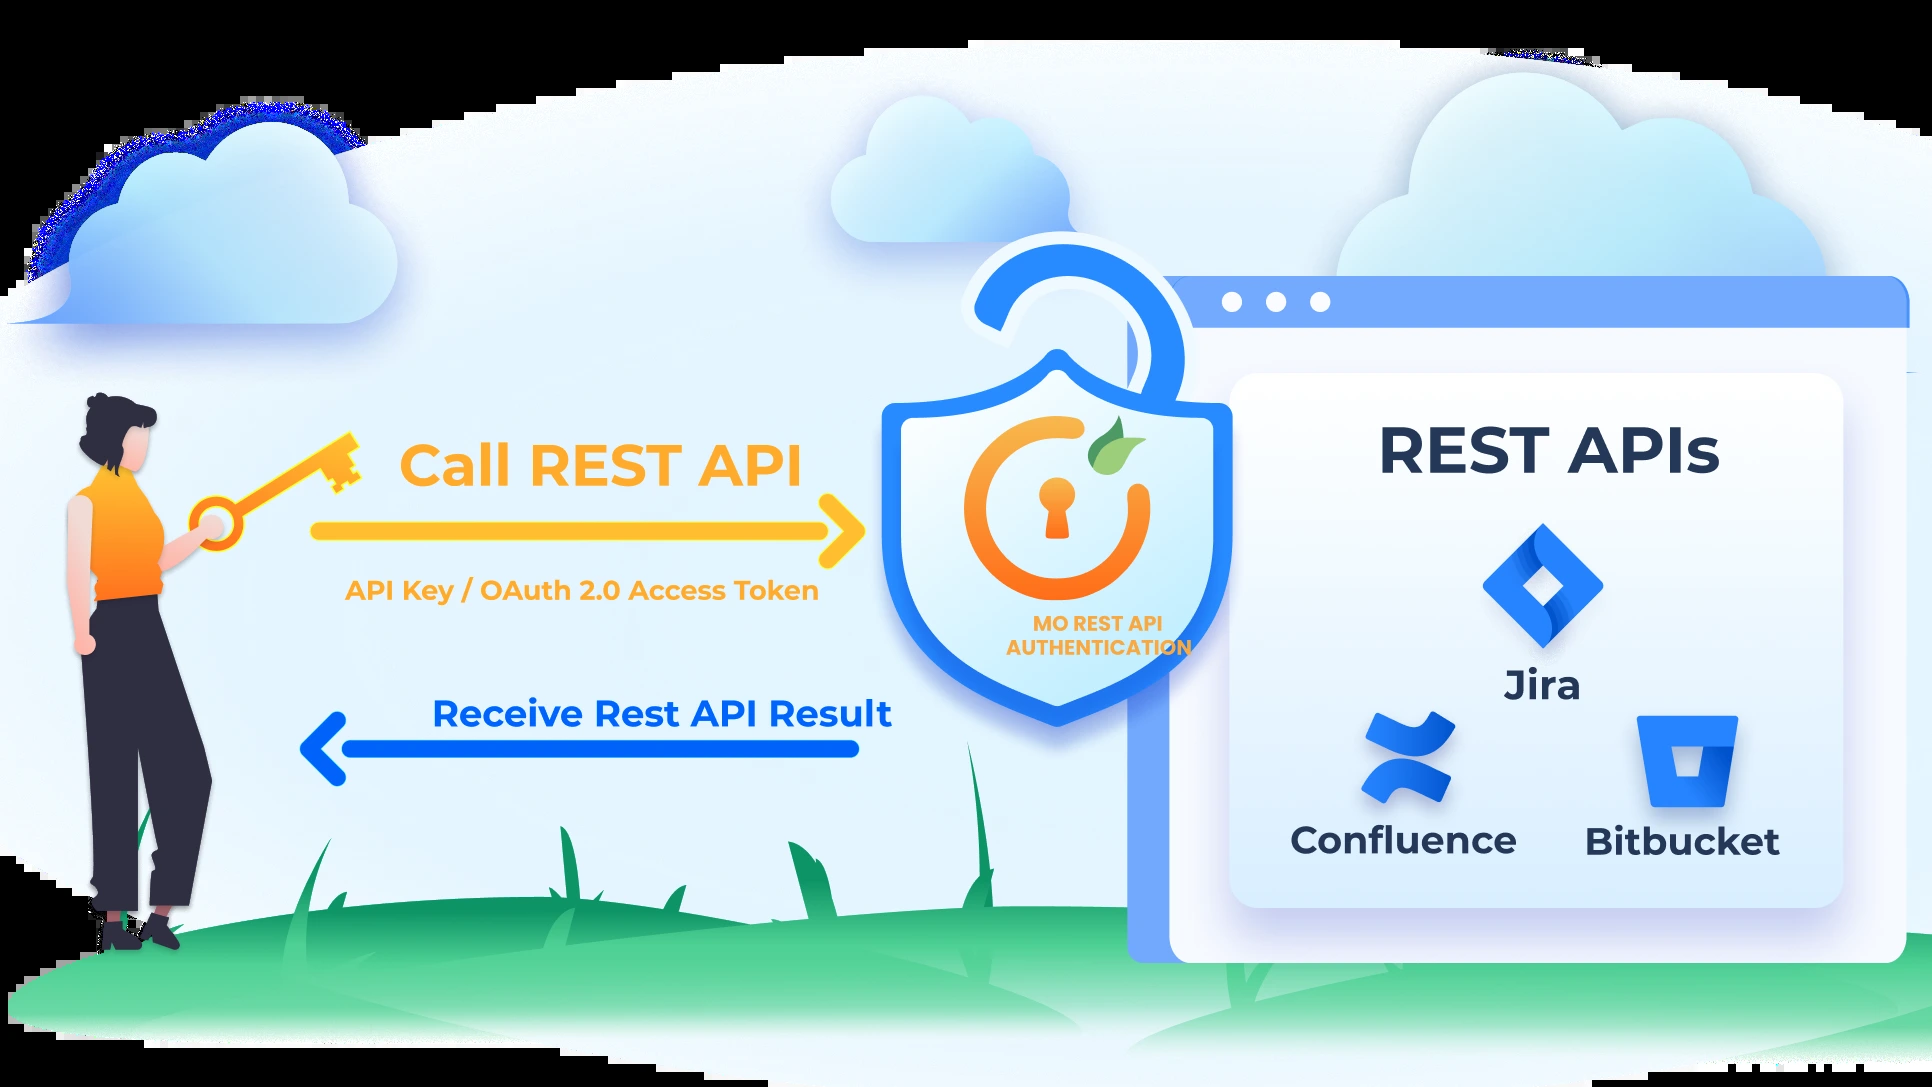 Call REST API
API Key / OAuth 2.0 Access Token
Receive Rest API Result
MO REST API
AUTHENTICATION
REST APIs
Jira
Confluence
Bitbucket